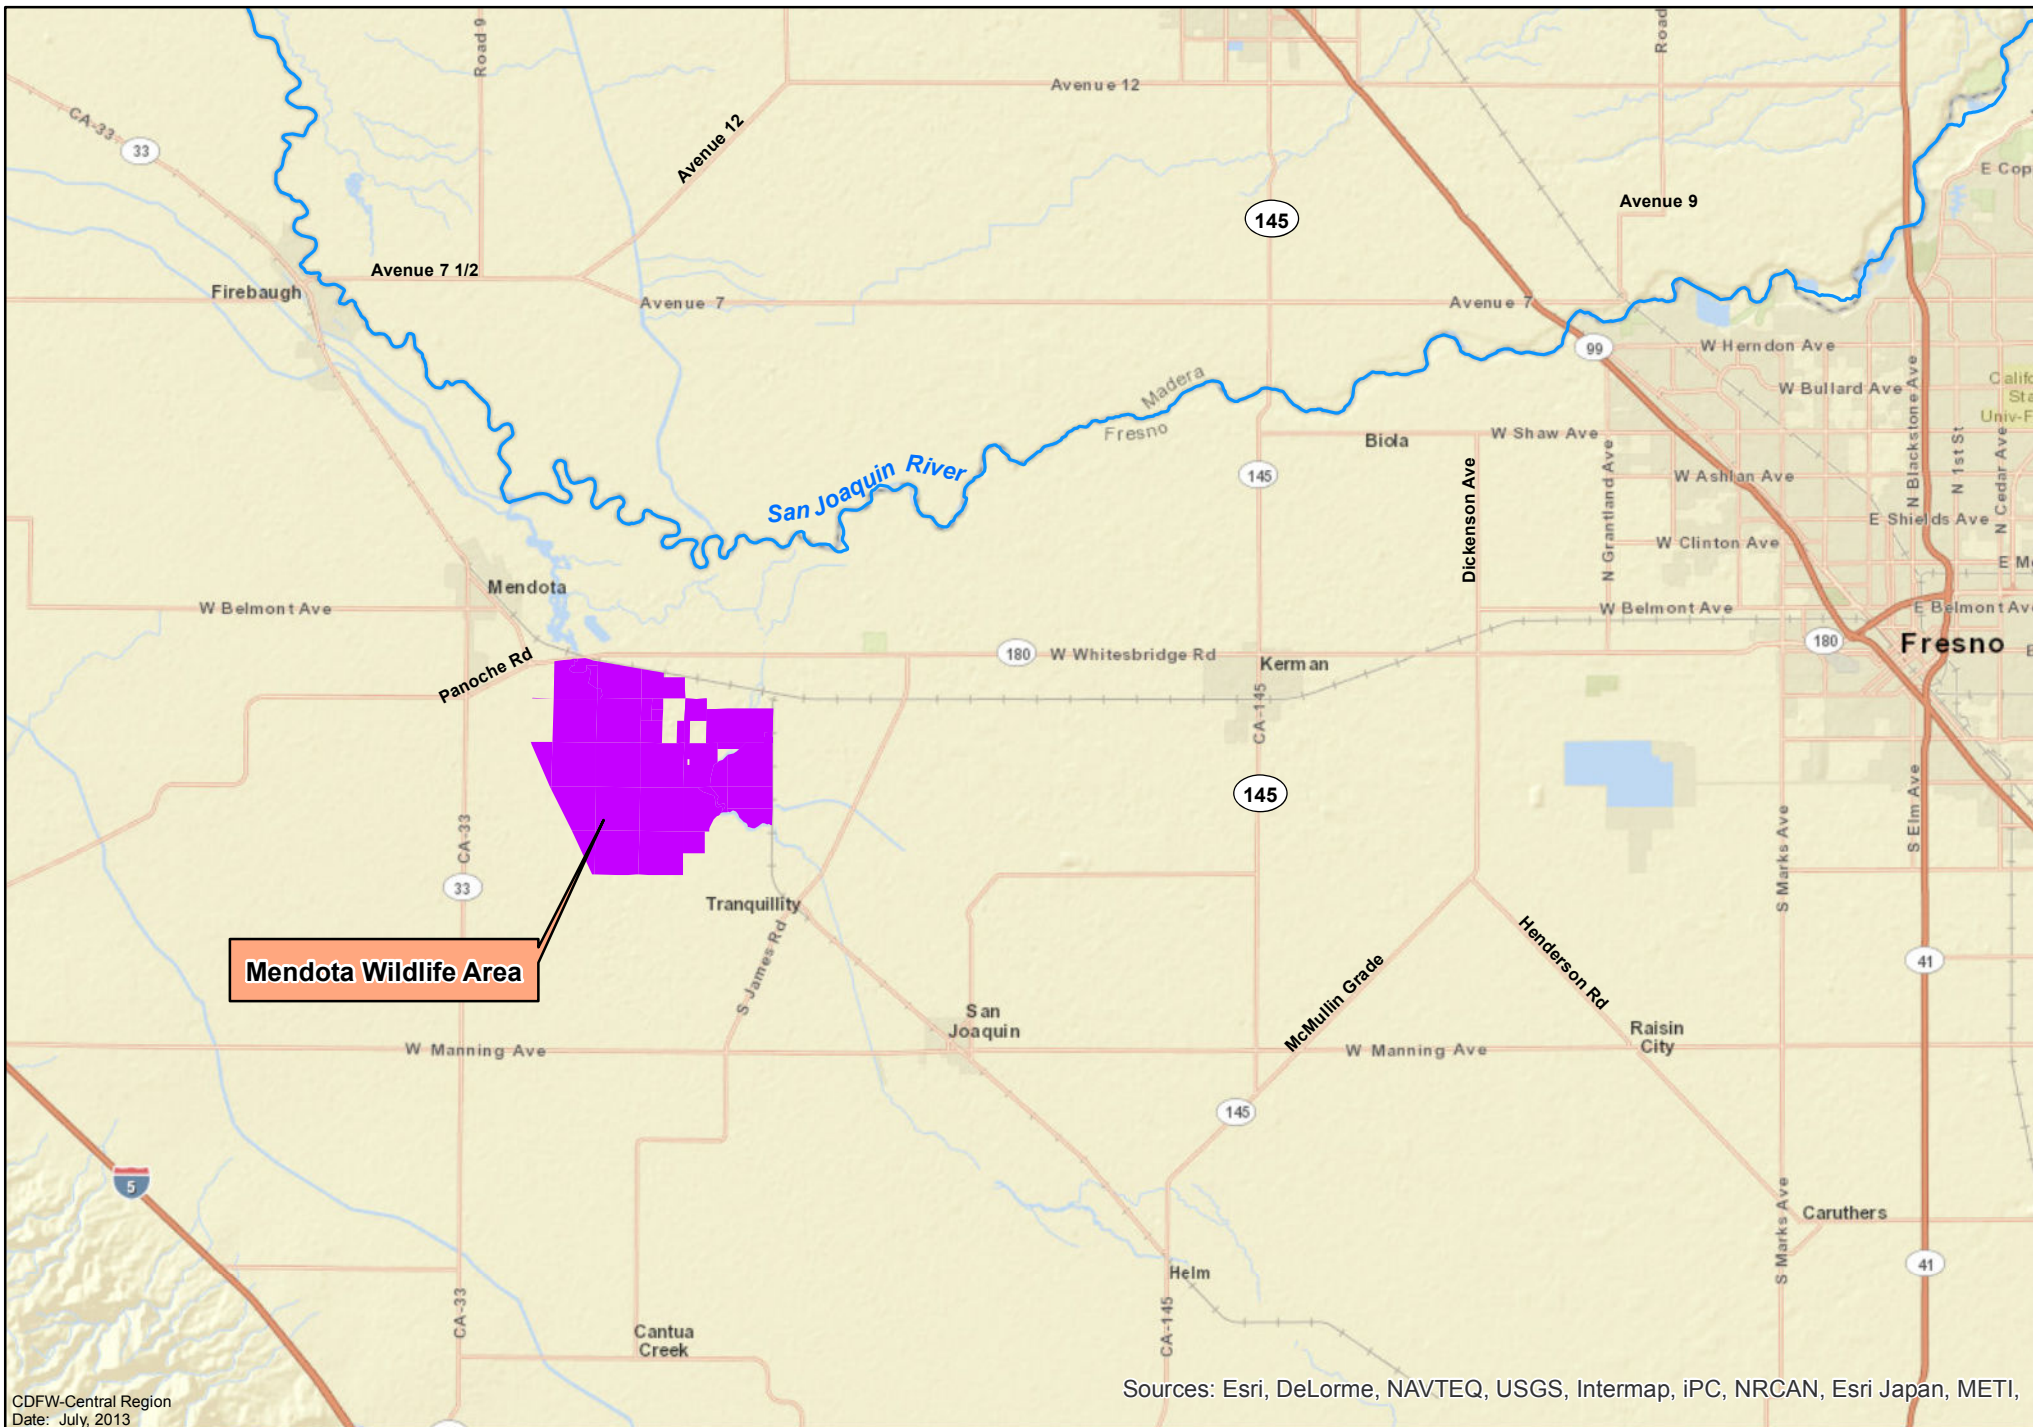 Road 9
Road
Avenue 12
CA-33
33
Avenue 12
E Cop
Avenue 9
145
Avenue 7 1/2
Firebaugh
Avenue 7
Avenue 7
99
W Herndon Ave
Madera
Fresno
W Bullard Ave
N Blackstone Ave
Califo
Sta
Univ-F
Biola
W Shaw Ave
N 1st St
N Cedar Ave
San Joaquin River
145
Dickenson Ave
N Grantland Ave
W Ashlan Ave
E Shields Ave
W Clinton Ave
E M
Mendota
W Belmont Ave
W Belmont Ave
E Belmont Ave
Panoche Rd
180
W Whitesbridge Rd
Kerman
180
Fresno
E
CA-145
145
CA-33
33
S Marks Ave
S Elm Ave
Tranquillity
Mendota Wildlife Area
S James Rd
Henderson Rd
McMullin Grade
41
San
Joaquin
Raisin
City
W Manning Ave
W Manning Ave
145
5
S Marks Ave
Caruthers
41
Helm
CA-33
CA-145
Cantua
Creek
Sources: Esri, DeLorme, NAVTEQ, USGS, Intermap, iPC, NRCAN, Esri Japan, METI,
CDFW-Central Region
Date: July, 2013